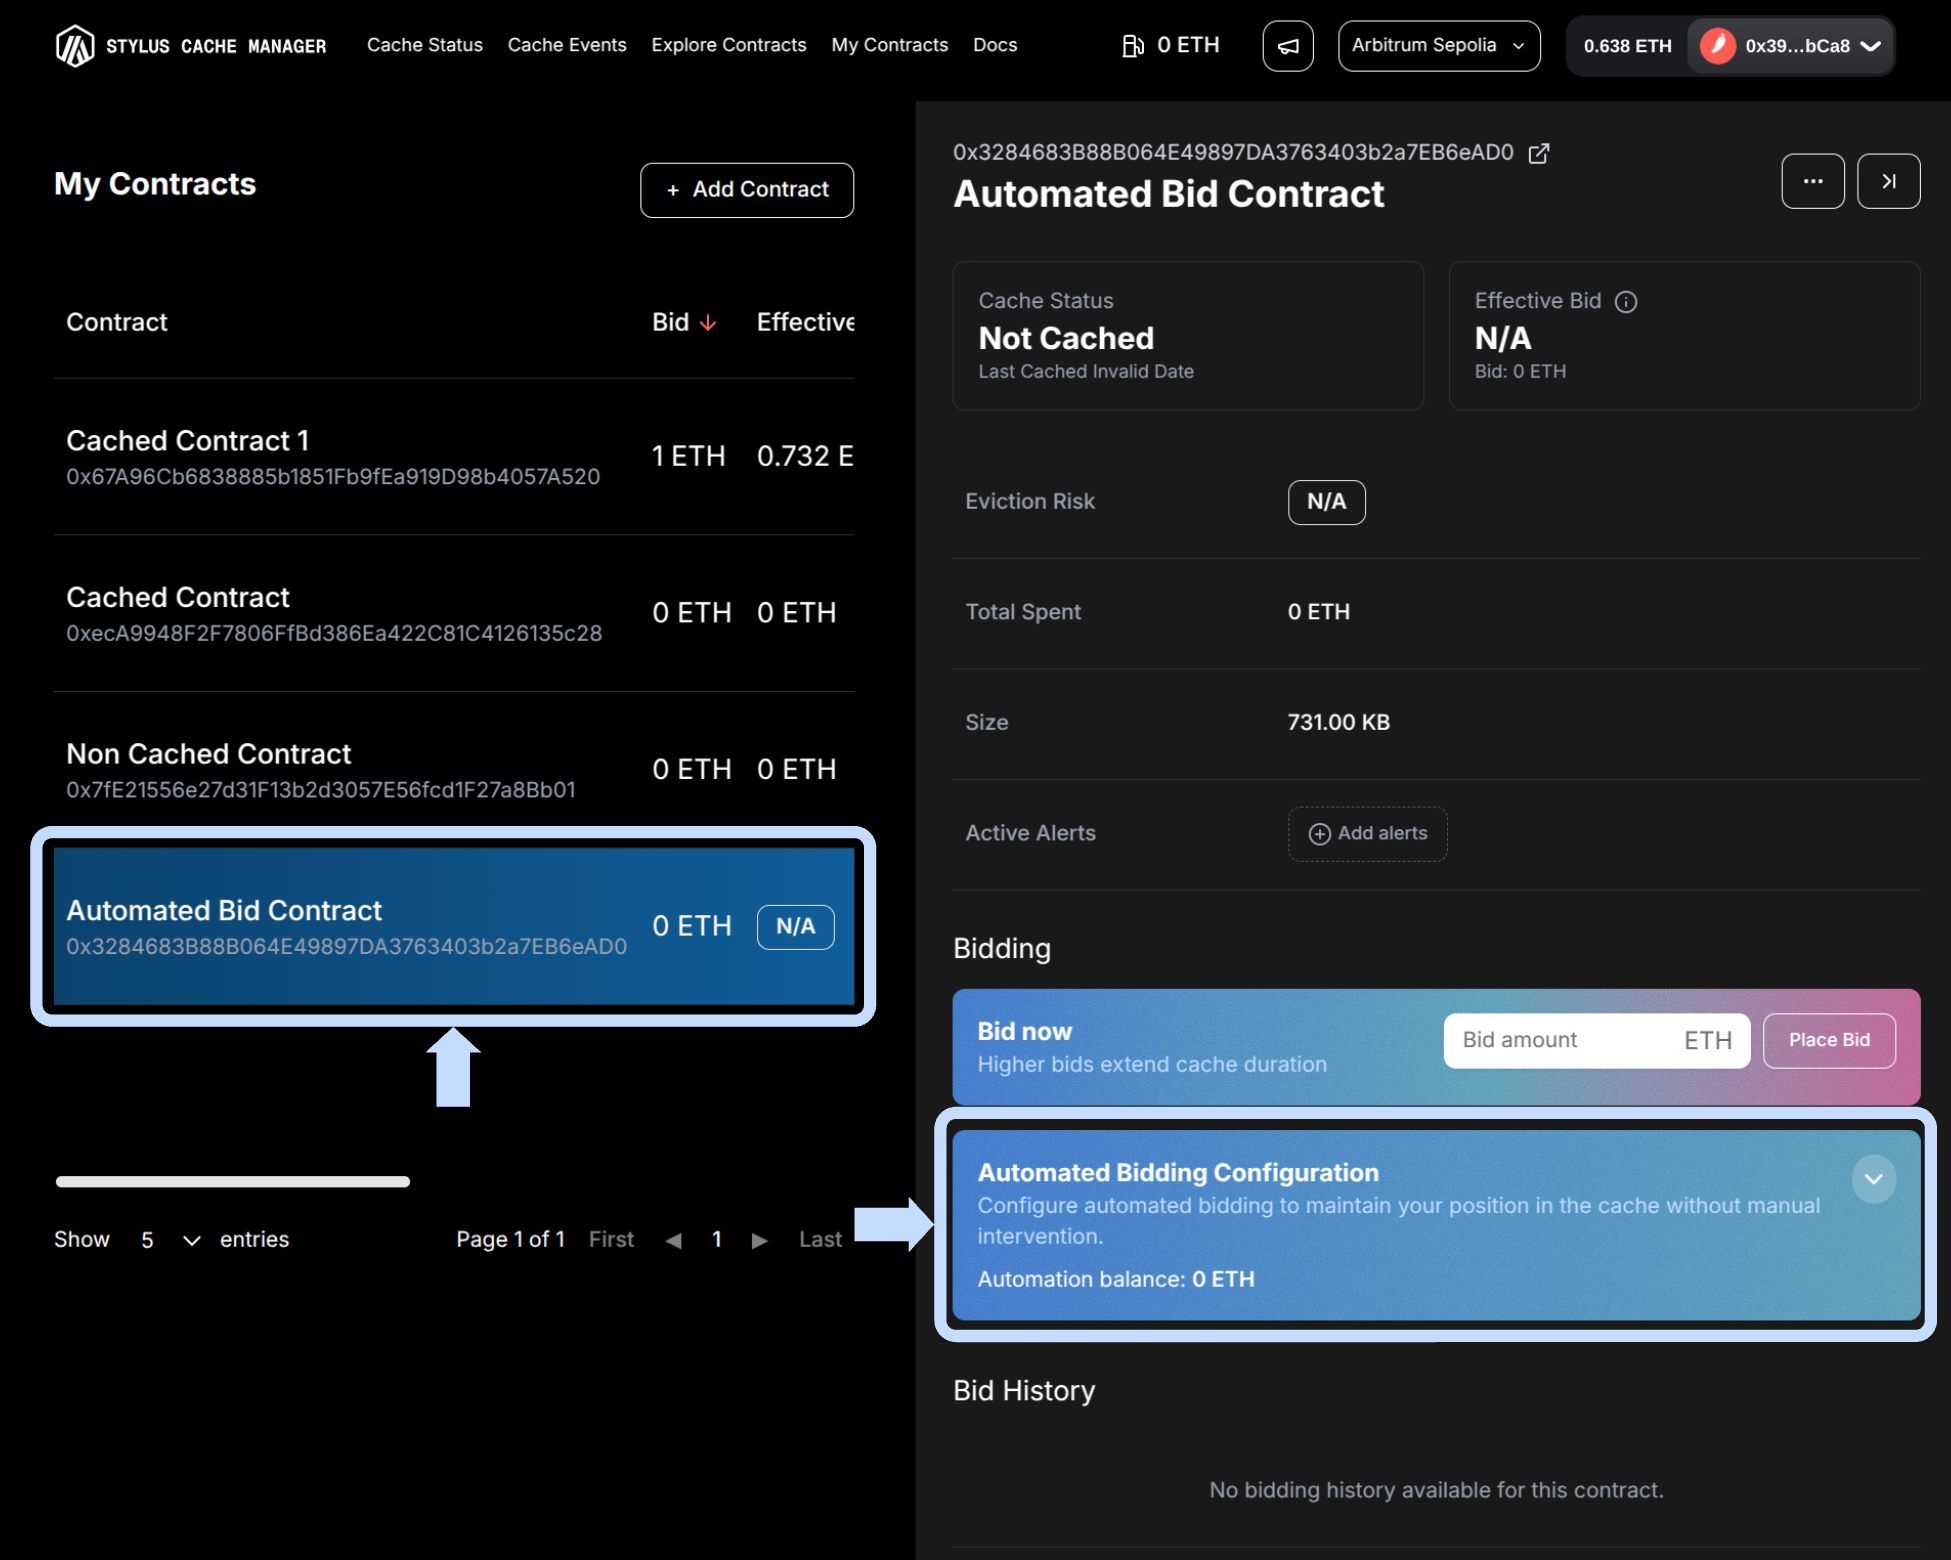 STYLUS CACHE MANAGER
Cache Status
Cache Events
Explore Contracts
My Contracts
Docs
0 ETH
Arbitrum Sepolia
0.638 ETH
0x39...bCa8
My Contracts
+ Add Contract
Contract
Bid
Effective
Cached Contract 1
0x67A96Cb6838885b1851Fb9fEa919D98b4057A520
1 ETH
0.732 E
Cached Contract
0xecA9948F2F7806FfBd386Ea422C81C4126135c28
0 ETH
0 ETH
Non Cached Contract
0x7fE21556e27d31F13b2d3057E56fcd1F27a8Bb01
0 ETH
0 ETH
Automated Bid Contract
0x3284683B88B064E49897DA3763403b2a7EB6eAD0
0 ETH
N/A
Show 5 entries
Page 1 of 1
First
1
Last
0x3284683B88B064E49897DA3763403b2a7EB6eAD0
Automated Bid Contract
Cache Status
Not Cached
Last Cached Invalid Date
Effective Bid
N/A
Bid: 0 ETH
Eviction Risk
N/A
Total Spent
0 ETH
Size
731.00 KB
Active Alerts
Add alerts
Bidding
Bid now
Higher bids extend cache duration
Bid amount
ETH
Place Bid
Automated Bidding Configuration
Configure automated bidding to maintain your position in the cache without manual
intervention.
Automation balance: 0 ETH
Bid History
No bidding history available for this contract.